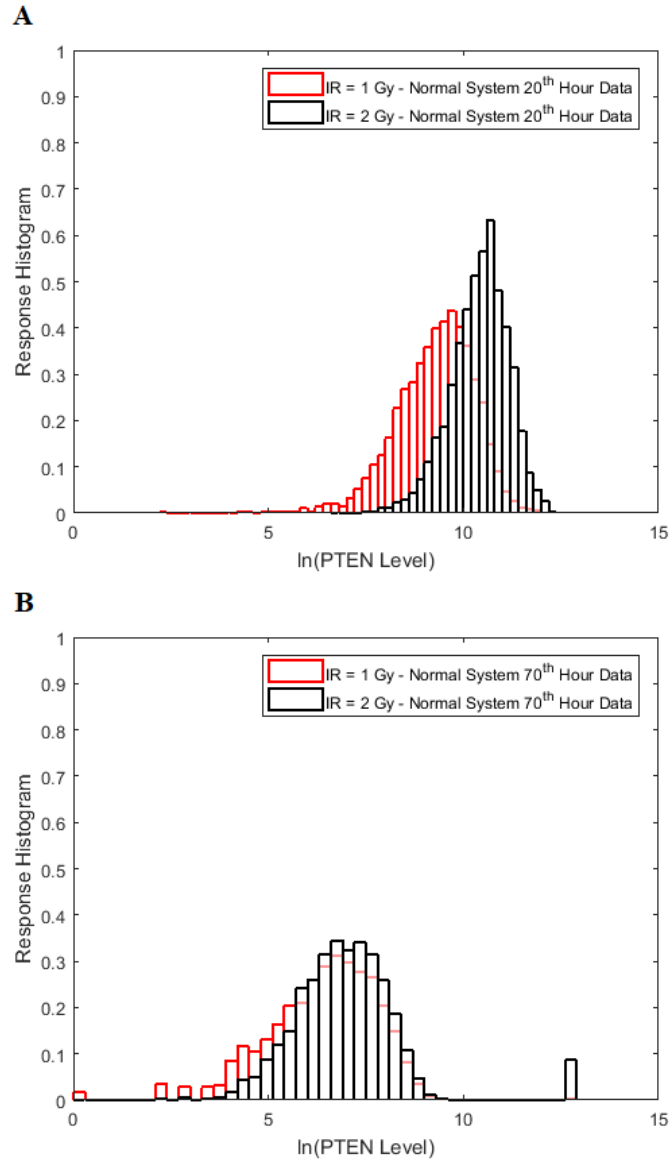 A
1
0.9
0.8
0.7
0.6
0.5
0.4
0.3
0.2
0.1
0
Response Histogram
IR = 1 Gy - Normal System 20th Hour Data
IR = 2 Gy - Normal System 20th Hour Data
0 5 10 15
ln(PTEN Level)
B
1
0.9
0.8
0.7
0.6
0.5
0.4
0.3
0.2
0.1
0
Response Histogram
IR = 1 Gy - Normal System 70th Hour Data
IR = 2 Gy - Normal System 70th Hour Data
0 5 10 15
ln(PTEN Level)